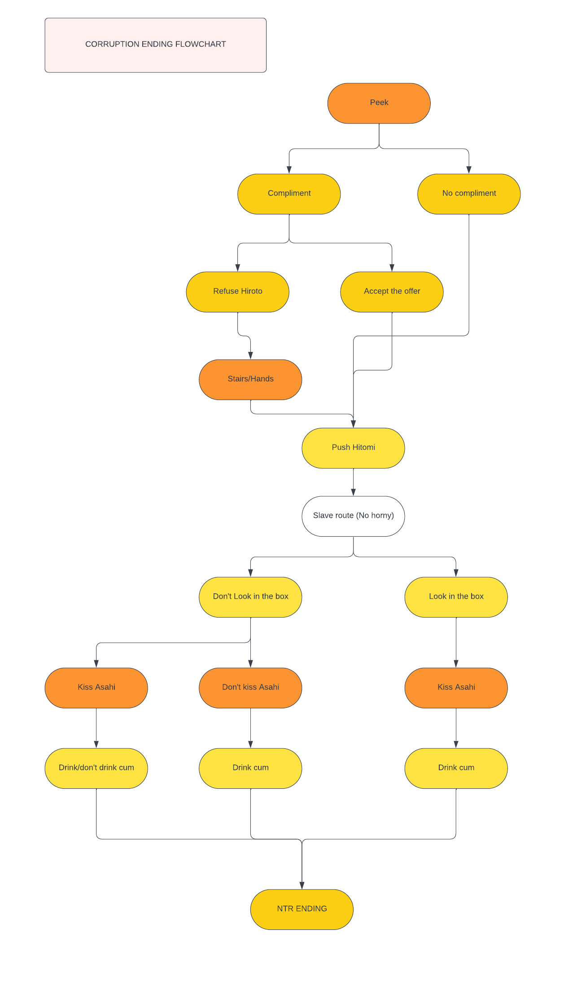 CORRUPTION ENDING FLOWCHART
Peek
Compliment
No compliment
Refuse Hiroto
Accept the offer
Stairs/Hands
Push Hitomi
Slave route (No horny)
Don't Look in the box
Look in the box
Kiss Asahi
Don't kiss Asahi
Kiss Asahi
Drink/don't drink cum
Drink cum
Drink cum
NTR ENDING